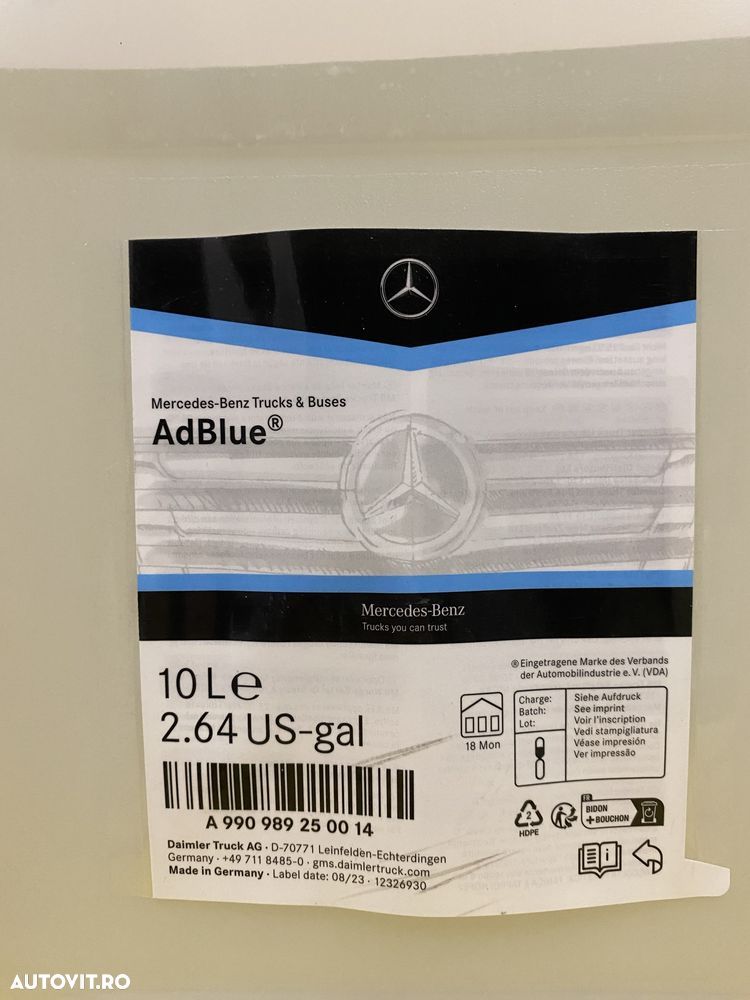 Mercedes-Benz Trucks & Buses
AdBlue®
Mercedes-Benz
Trucks you can trust
® Eingetragene Marke des Verbands
der Automobilindustrie e. V. (VDA)
10 L ℮
2.64 US-gal
18 Mon
Charge:
Batch:
Lot:
Siehe Aufdruck
See imprint
Voir l'inscription
Vedi stampigliatura
Véase impresión
Ver impressão
A 990 989 25 00 14
2
HDPE
FR
BIDON
+ BOUCHON
Daimler Truck AG · D-70771 Leinfelden-Echterdingen
Germany · +49 711 8485-0 · gms.daimlertruck.com
Made in Germany · Label date: 08/23 · 12326930
AUTOVIT.RO